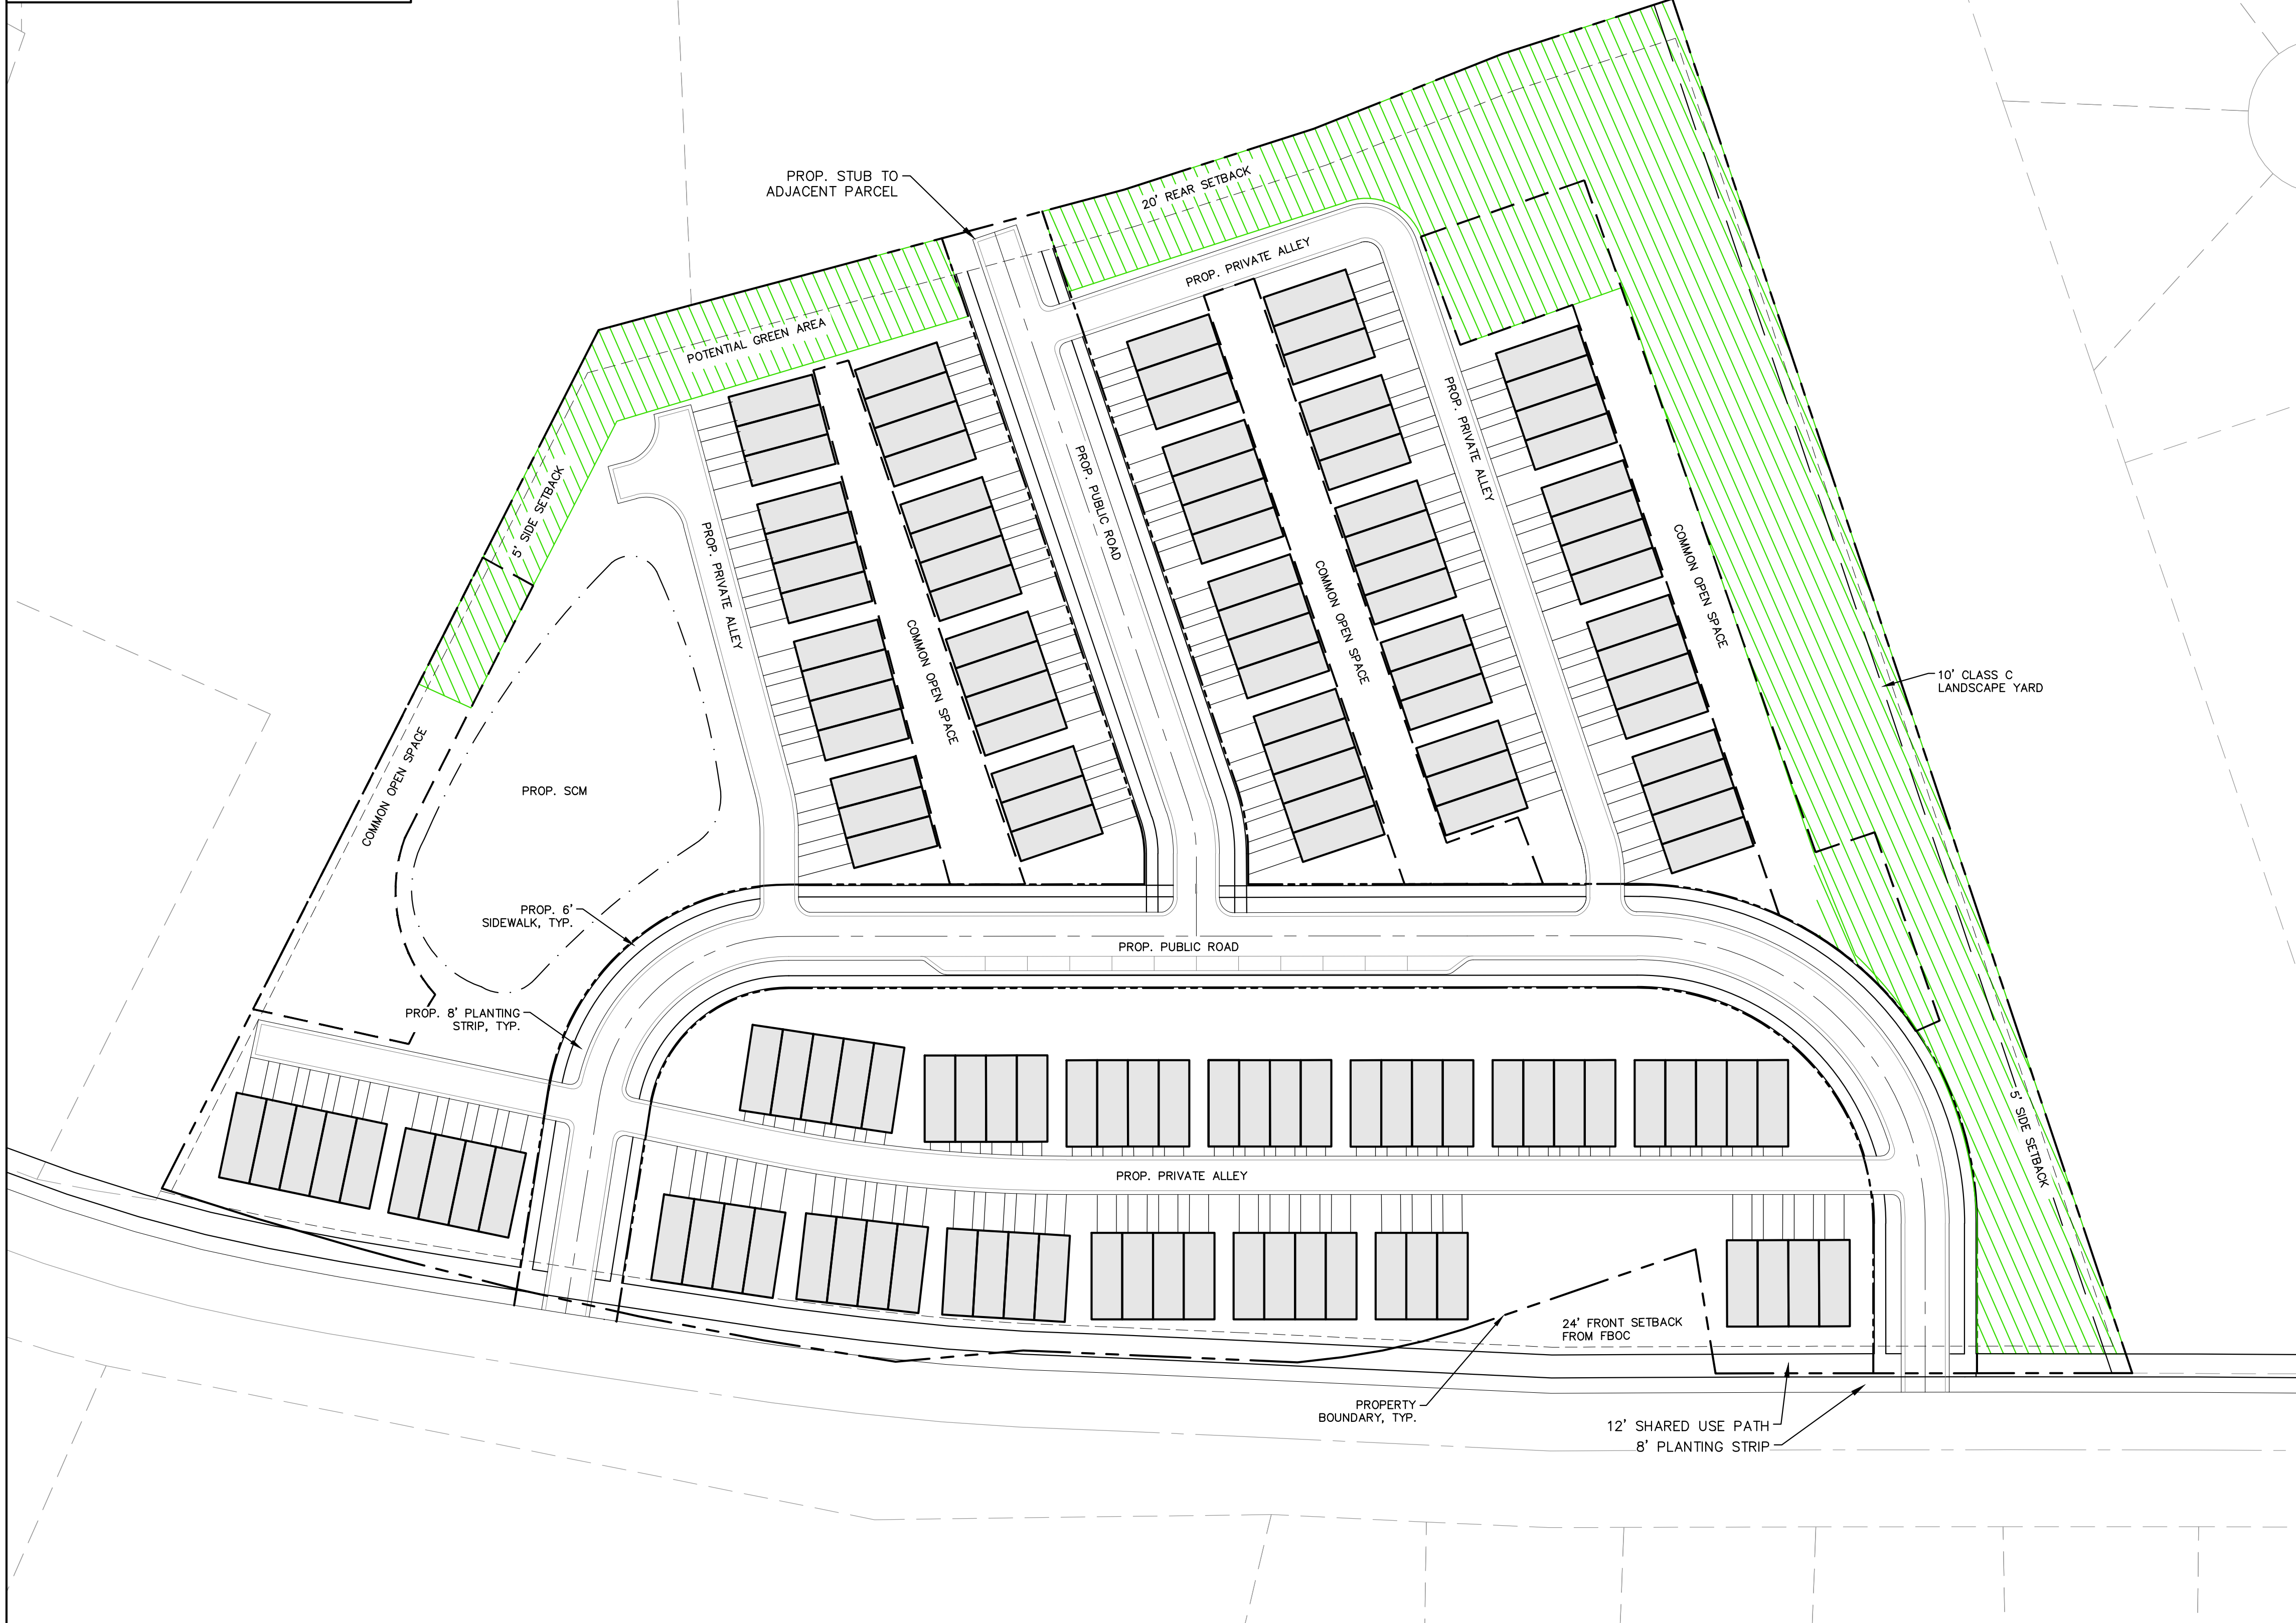 PROP. STUB TO
ADJACENT PARCEL
20' REAR SETBACK
PROP. PRIVATE ALLEY
POTENTIAL GREEN AREA
5' SIDE SETBACK
PROP. PRIVATE ALLEY
COMMON OPEN SPACE
PROP. PUBLIC ROAD
COMMON OPEN SPACE
PROP. PRIVATE ALLEY
COMMON OPEN SPACE
10' CLASS C
LANDSCAPE YARD
COMMON OPEN SPACE
PROP. SCM
PROP. 6'
SIDEWALK, TYP.
PROP. PUBLIC ROAD
PROP. 8' PLANTING
STRIP, TYP.
5' SIDE SETBACK
PROP. PRIVATE ALLEY
24' FRONT SETBACK
FROM FBOC
PROPERTY
BOUNDARY, TYP.
12' SHARED USE PATH
8' PLANTING STRIP